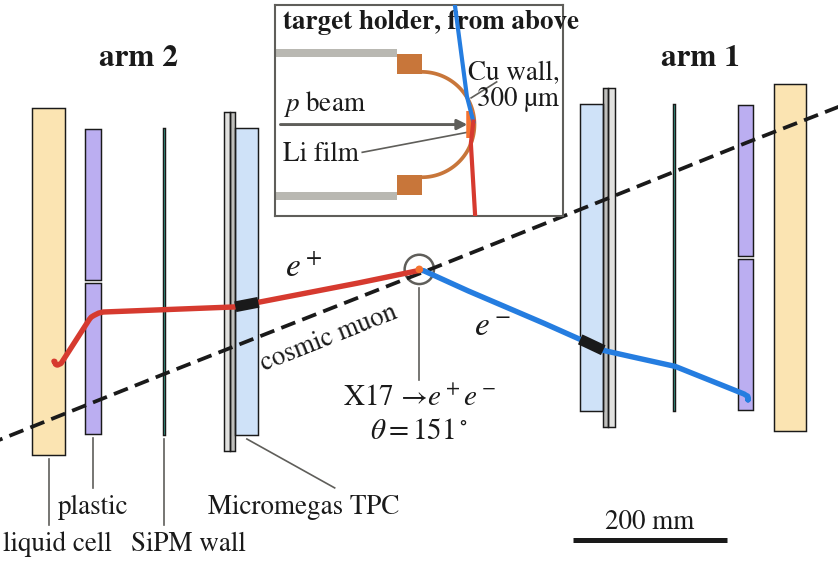 target holder, from above
arm 2
arm 1
Cu wall,
300 µm
p beam
Li film
e⁺
e⁻
cosmic muon
X17 →e⁺e⁻
θ = 151°
plastic
Micromegas TPC
liquid cell
SiPM wall
200 mm